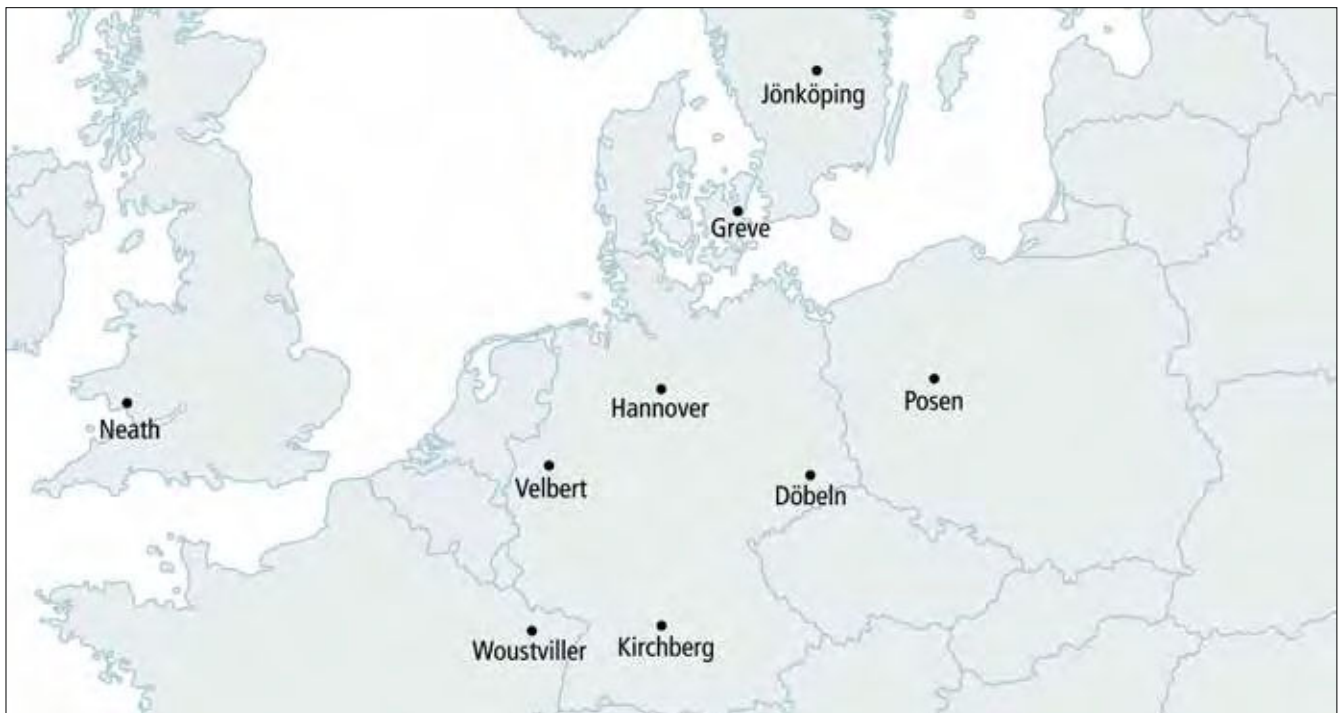 Jönköping
Greve
Hannover
Posen
Neath
Velbert
Döbeln
Woustviller
Kirchberg